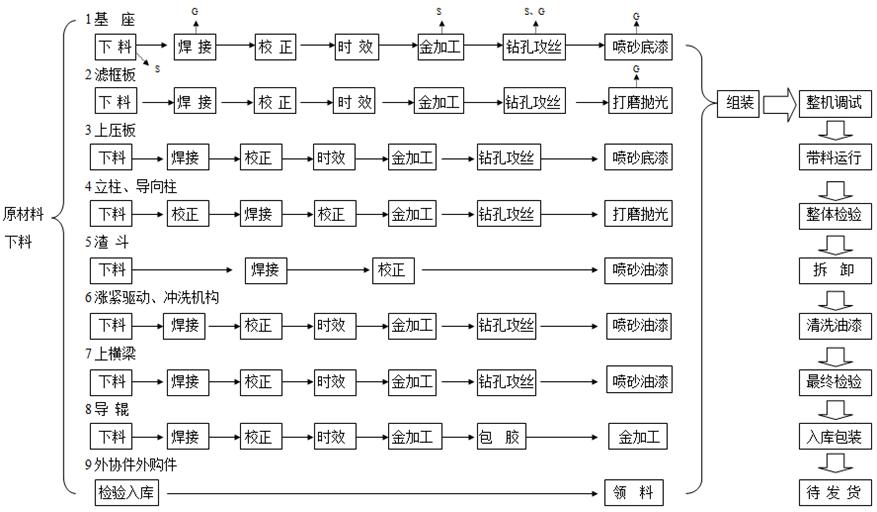 1基 座
G
S
S、G
G
下 料
焊 接
校 正
时 效
金加工
钻孔攻丝
喷砂底漆
S
2滤框板
G
下 料
焊 接
校 正
时 效
金加工
钻孔攻丝
打磨抛光
组装
整机调试
3上压板
下料
焊接
校正
时效
金加工
钻孔攻丝
喷砂底漆
带料运行
4立柱、导向柱
原材料
下料
下料
校正
焊接
校正
金加工
钻孔攻丝
打磨抛光
整体检验
5渣 斗
下料
焊接
校正
喷砂油漆
拆 卸
6涨紧驱动、冲洗机构
下料
焊接
校正
时效
金加工
钻孔攻丝
喷砂油漆
清洗油漆
7上横梁
下料
焊接
校正
时效
金加工
钻孔攻丝
喷砂油漆
最终检验
8导 辊
下料
焊接
校正
时效
金加工
包 胶
金加工
入库包装
9外协件外购件
检验入库
领 料
待 发 货